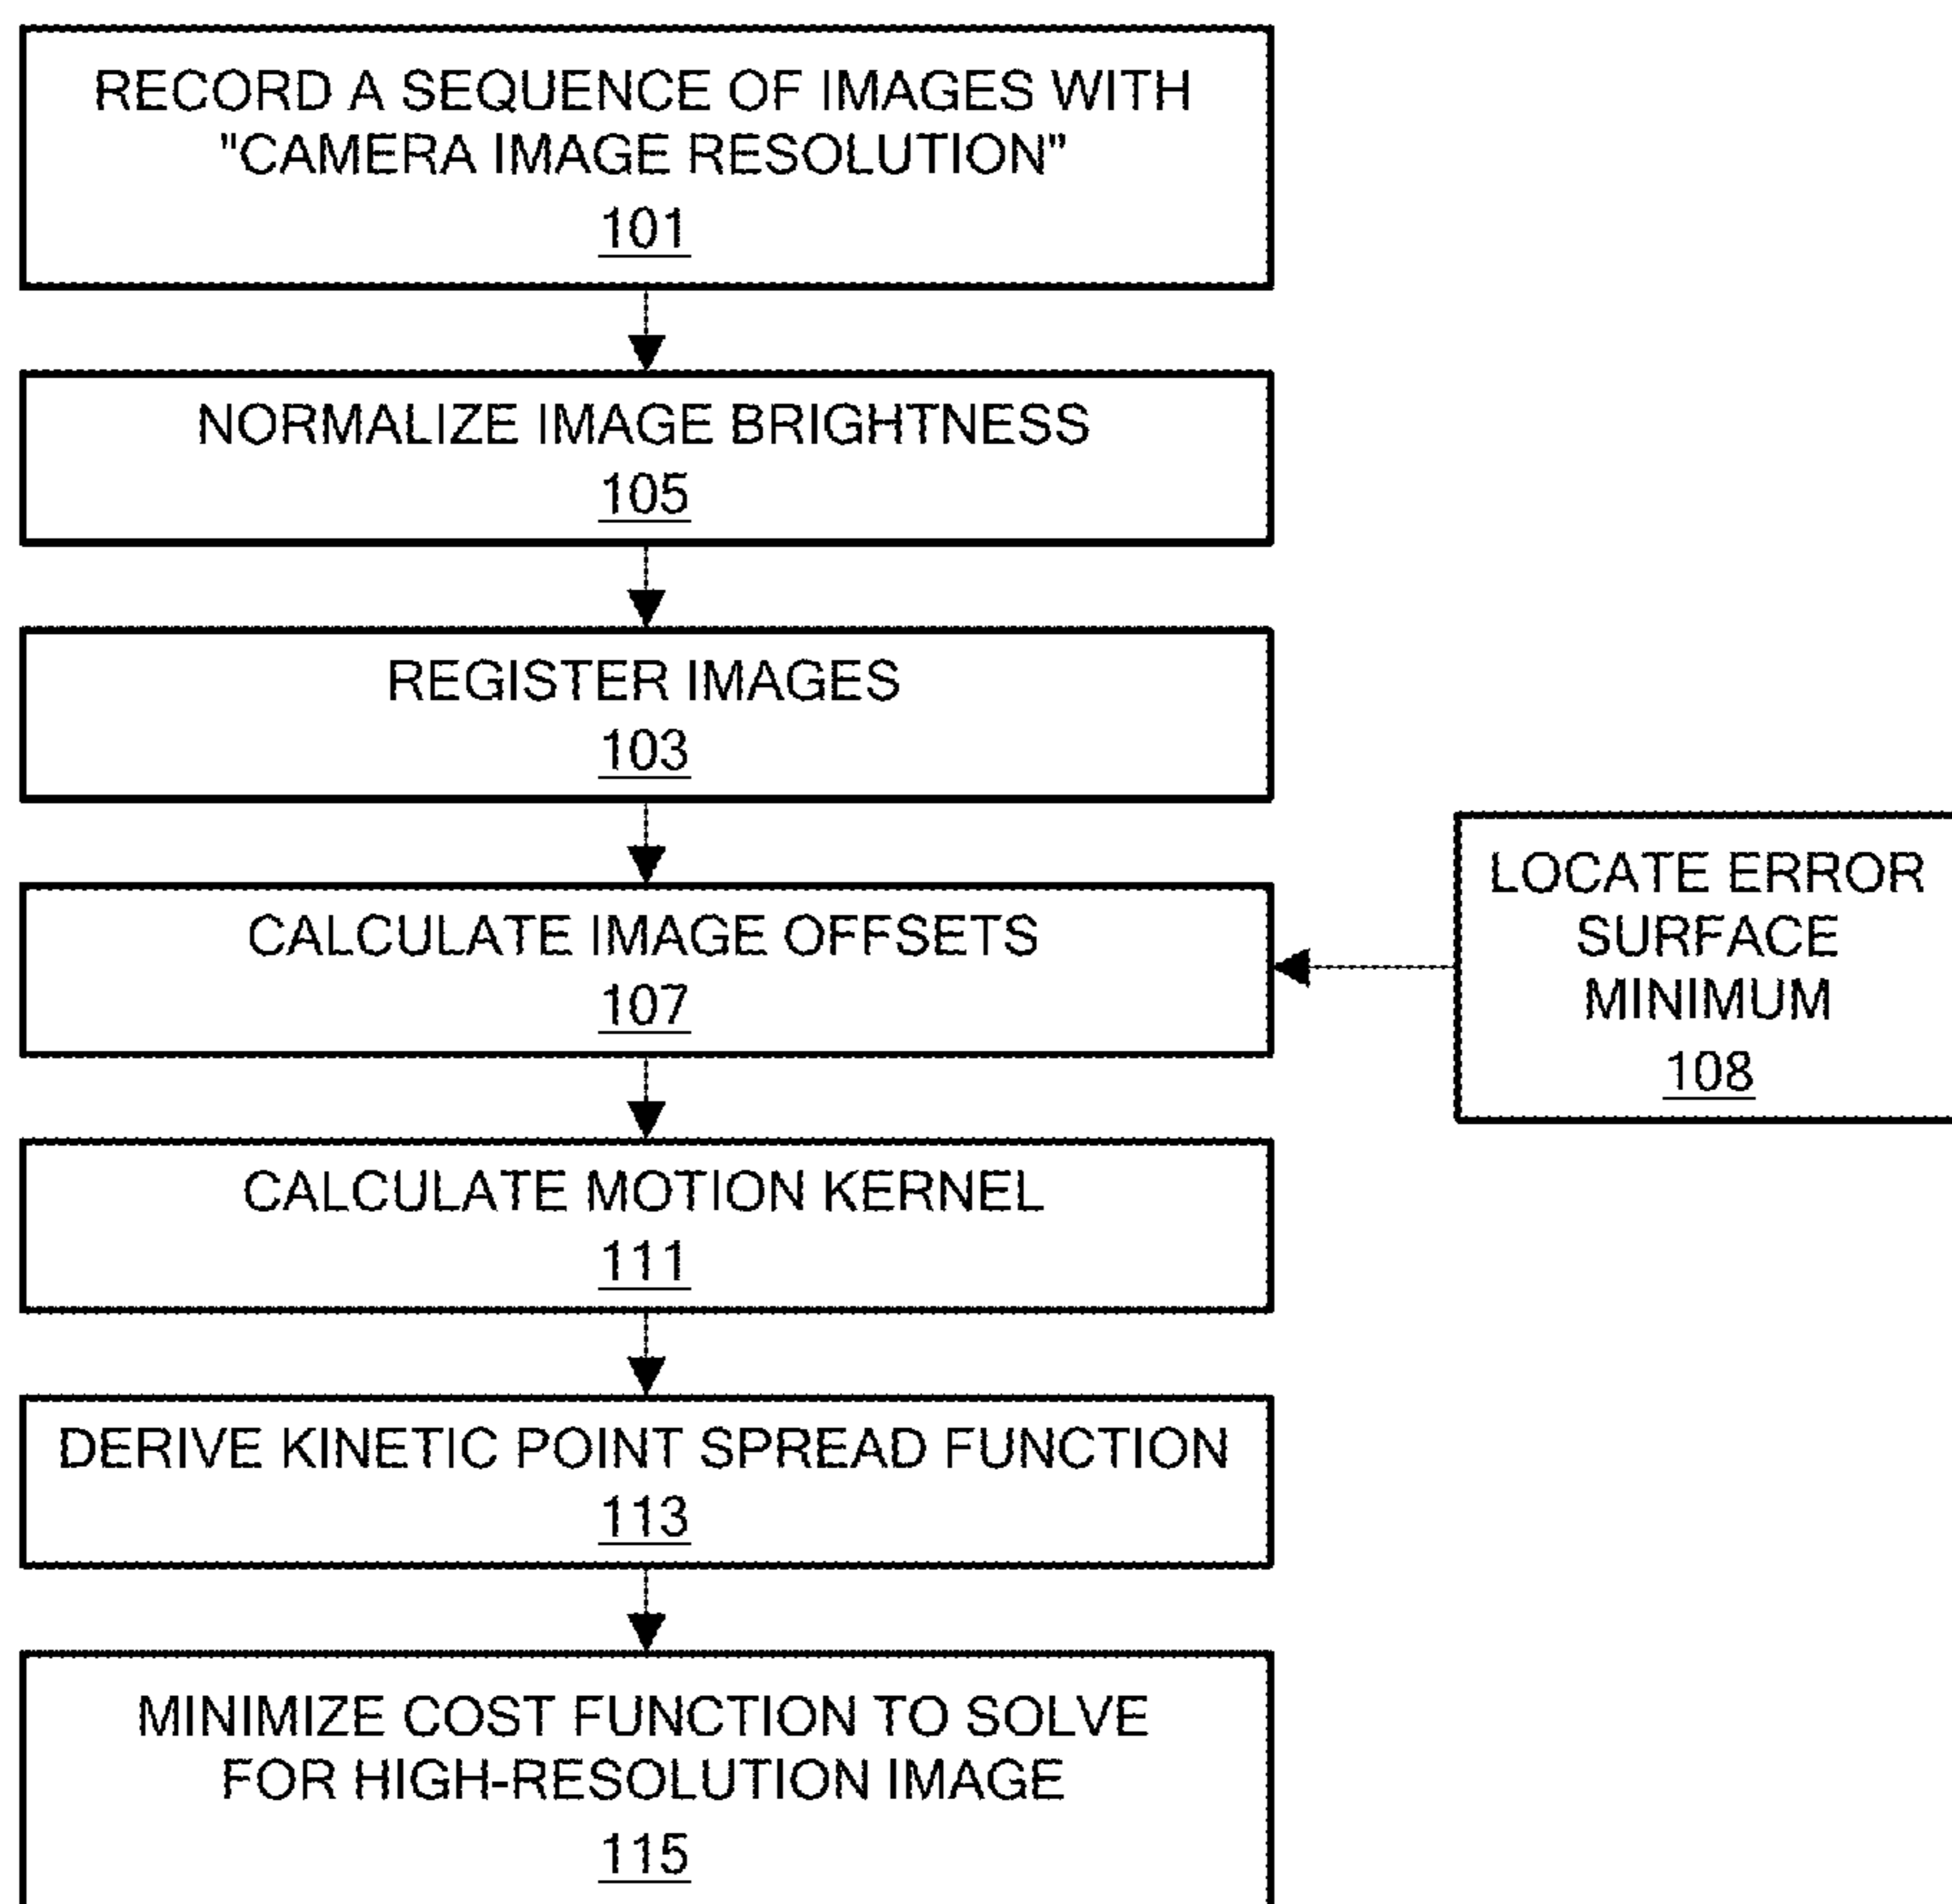 RECORD A SEQUENCE OF IMAGES WITH
"CAMERA IMAGE RESOLUTION"
101
NORMALIZE IMAGE BRIGHTNESS
105
REGISTER IMAGES
103
CALCULATE IMAGE OFFSETS
107
LOCATE ERROR
SURFACE
MINIMUM
108
CALCULATE MOTION KERNEL
111
DERIVE KINETIC POINT SPREAD FUNCTION
113
MINIMIZE COST FUNCTION TO SOLVE
FOR HIGH-RESOLUTION IMAGE
115